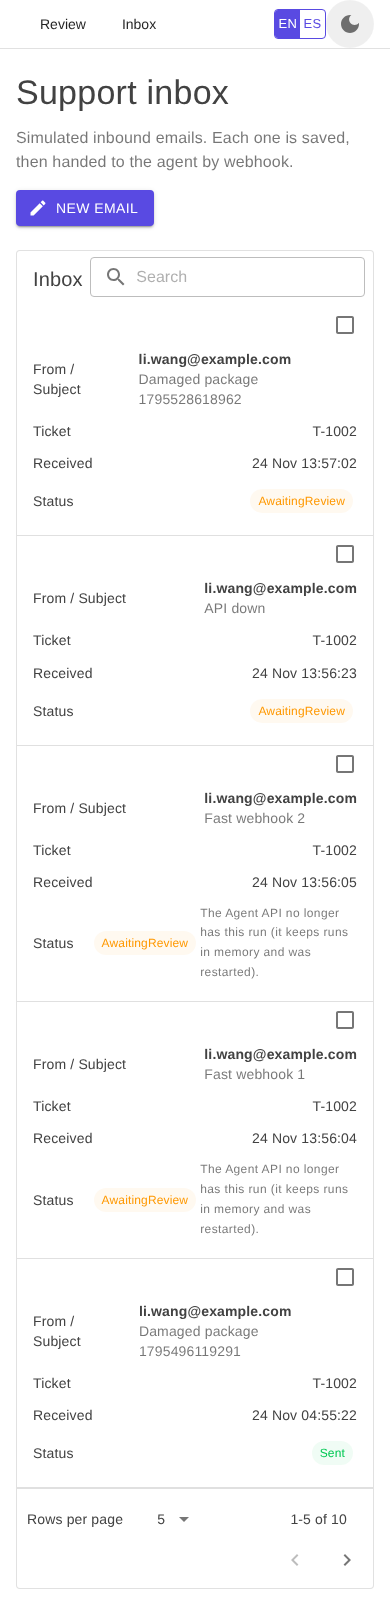 Review Inbox EN ES
Support inbox
Simulated inbound emails. Each one is saved,
then handed to the agent by webhook.
NEW EMAIL
Inbox Search
From / Subject
li.wang@example.com
Damaged package
1795528618962
Ticket T-1002
Received 24 Nov 13:57:02
Status AwaitingReview
From / Subject
li.wang@example.com
API down
Ticket T-1002
Received 24 Nov 13:56:23
Status AwaitingReview
From / Subject
li.wang@example.com
Fast webhook 2
Ticket T-1002
Received 24 Nov 13:56:05
Status AwaitingReview
The Agent API no longer
has this run (it keeps runs
in memory and was
restarted).
From / Subject
li.wang@example.com
Fast webhook 1
Ticket T-1002
Received 24 Nov 13:56:04
Status AwaitingReview
The Agent API no longer
has this run (it keeps runs
in memory and was
restarted).
From / Subject
li.wang@example.com
Damaged package
1795496119291
Ticket T-1002
Received 24 Nov 04:55:22
Status Sent
Rows per page 5 1-5 of 10